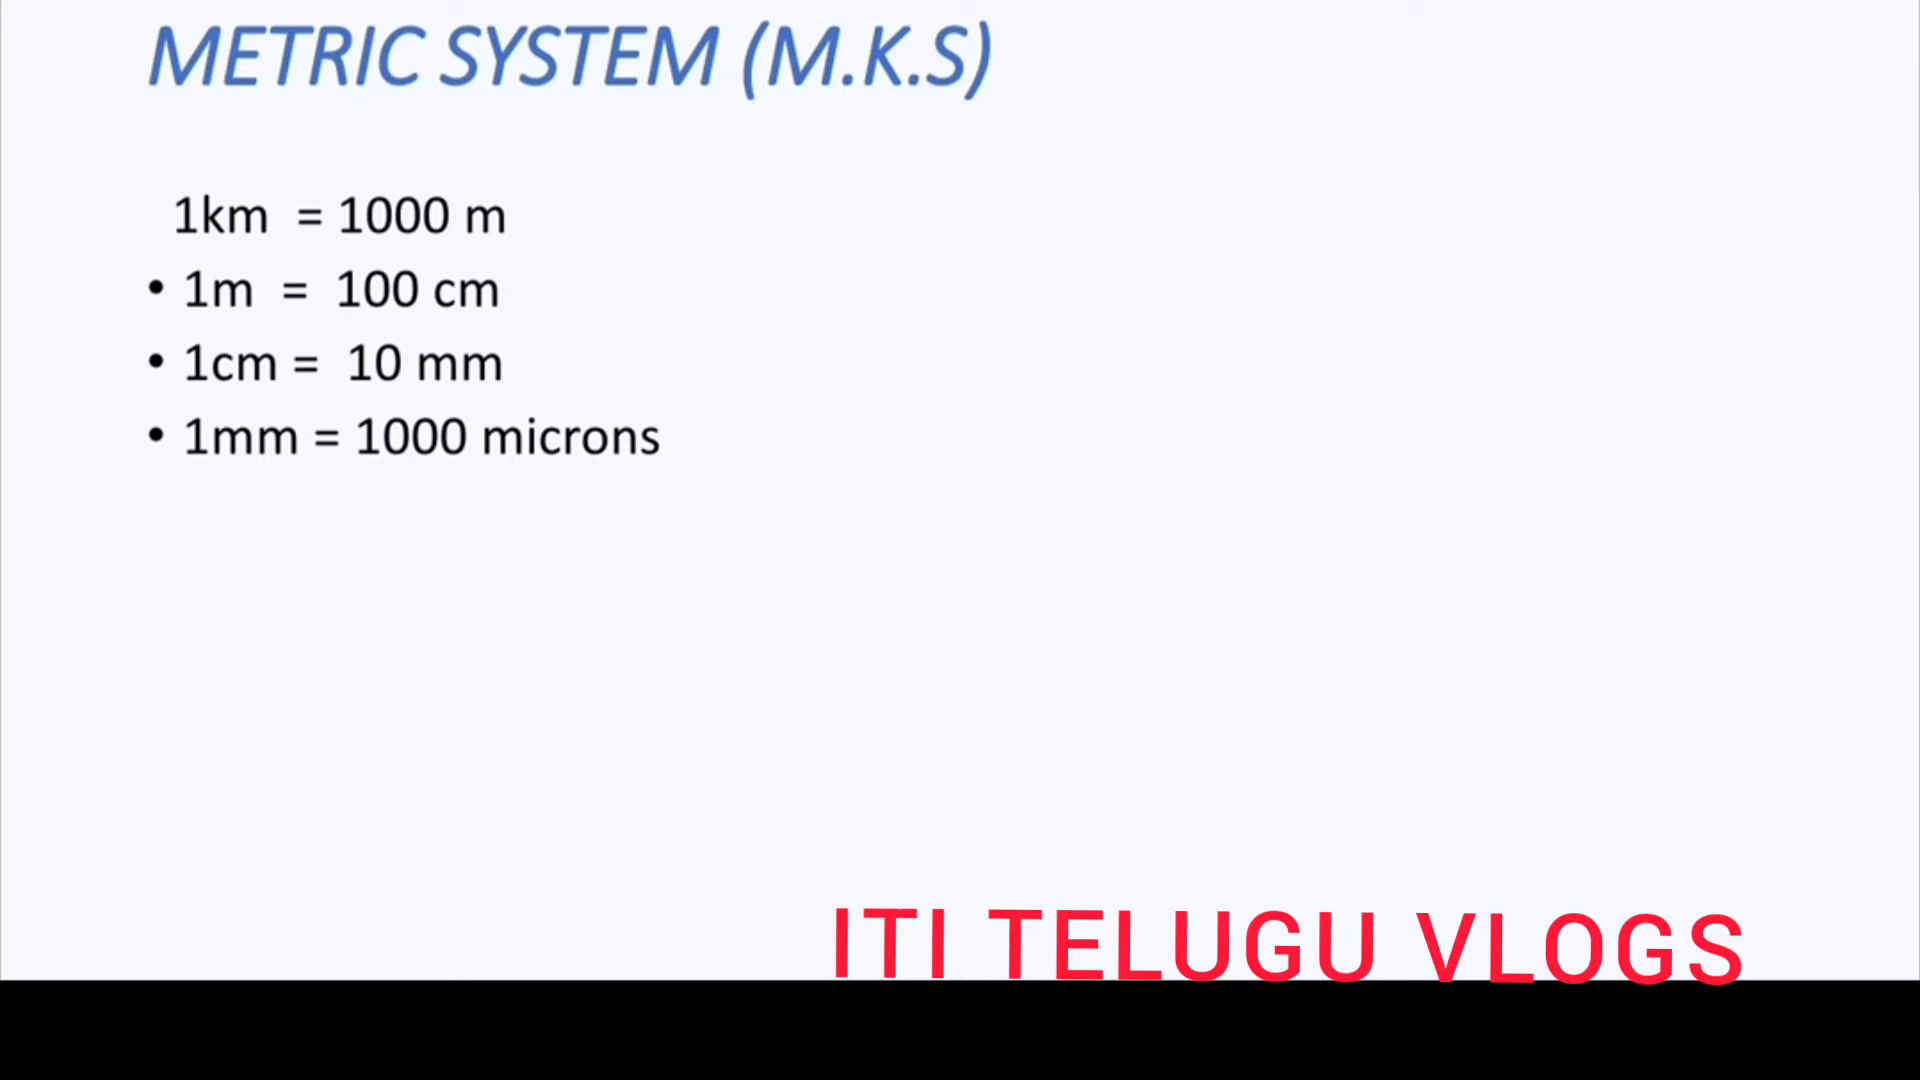 METRIC SYSTEM (M.K.S)
1km = 1000 m
• 1m = 100 cm
• 1cm = 10 mm
• 1mm = 1000 microns
ITI TELUGU VLOGS